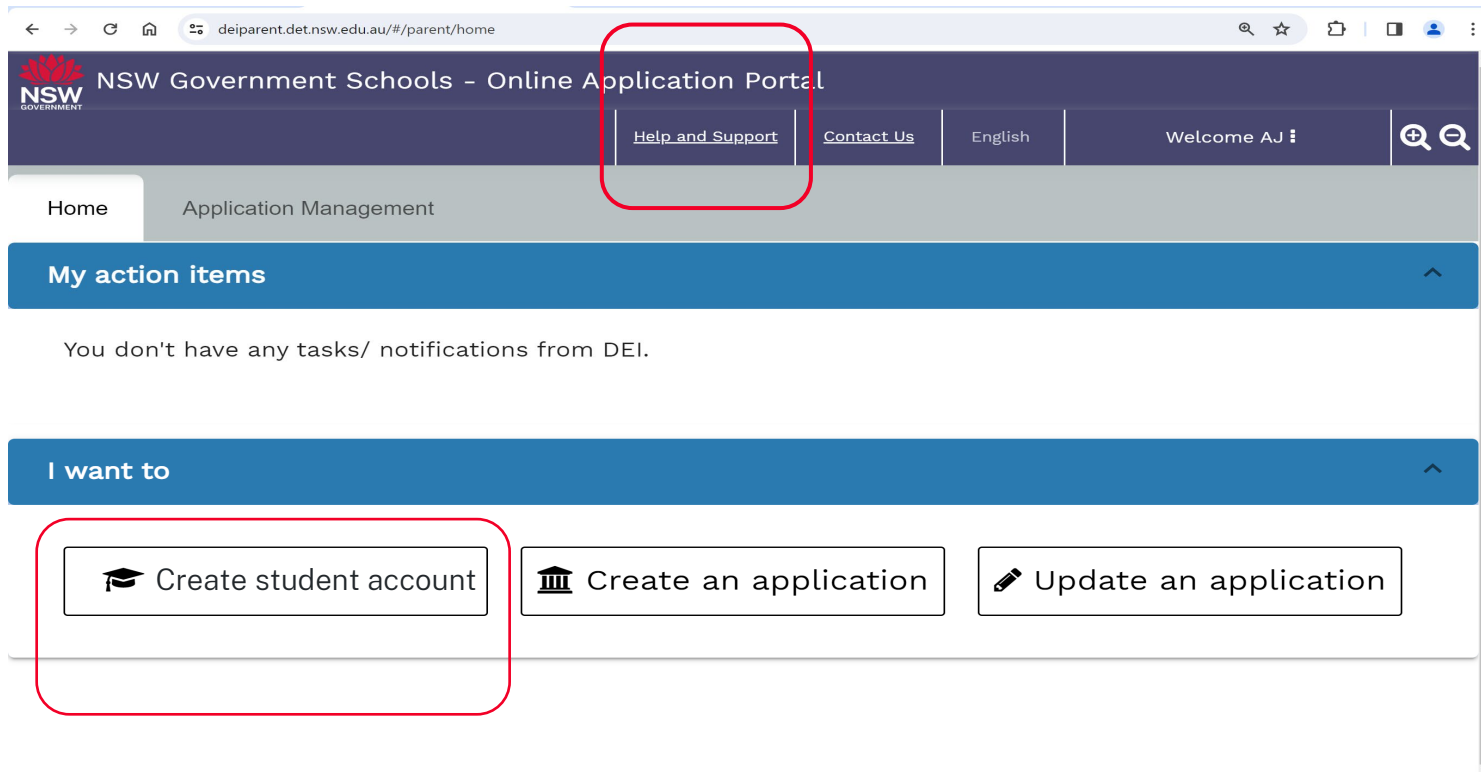 deiparent.det.nsw.edu.au/#/parent/home
NSW GOVERNMENT
NSW Government Schools - Online Application Portal
Help and Support Contact Us English Welcome AJ
Home Application Management
My action items
You don't have any tasks/ notifications from DEI.
I want to
Create student account Create an application Update an application